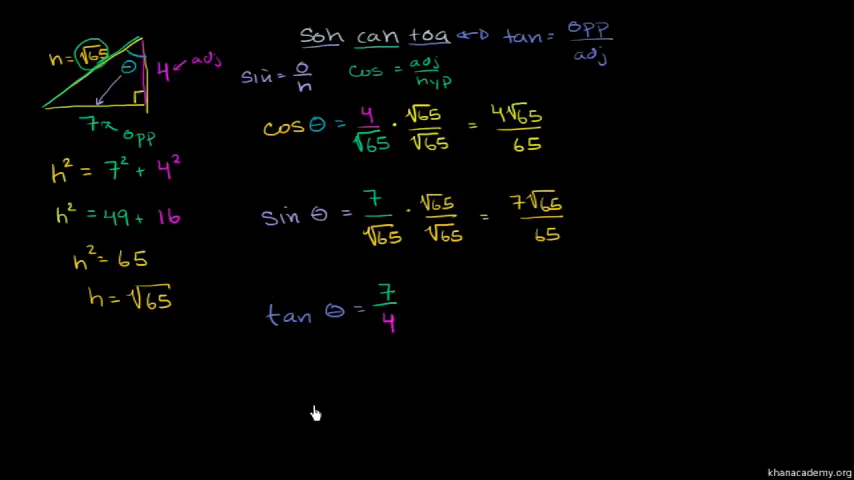 Soh cah toa ↔ tan = opp/adj
sin = o/h cos = adj/hyp
h = √65
θ
4 ← adj
7 opp
cos θ = 4/√65 · √65/√65 = 4√65/65
h² = 7² + 4²
h² = 49 + 16
sin θ = 7/√65 · √65/√65 = 7√65/65
h² = 65
h = √65
tan θ = 7/4
khanacademy.org